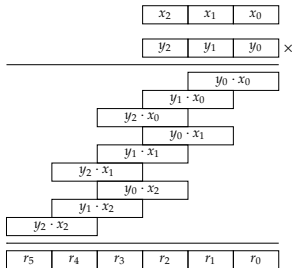 x₂ x₁ x₀
y₂ y₁ y₀ ×
y₀ · x₀
y₁ · x₀
y₂ · x₀
y₀ · x₁
y₁ · x₁
y₂ · x₁
y₀ · x₂
y₁ · x₂
y₂ · x₂
r₅ r₄ r₃ r₂ r₁ r₀